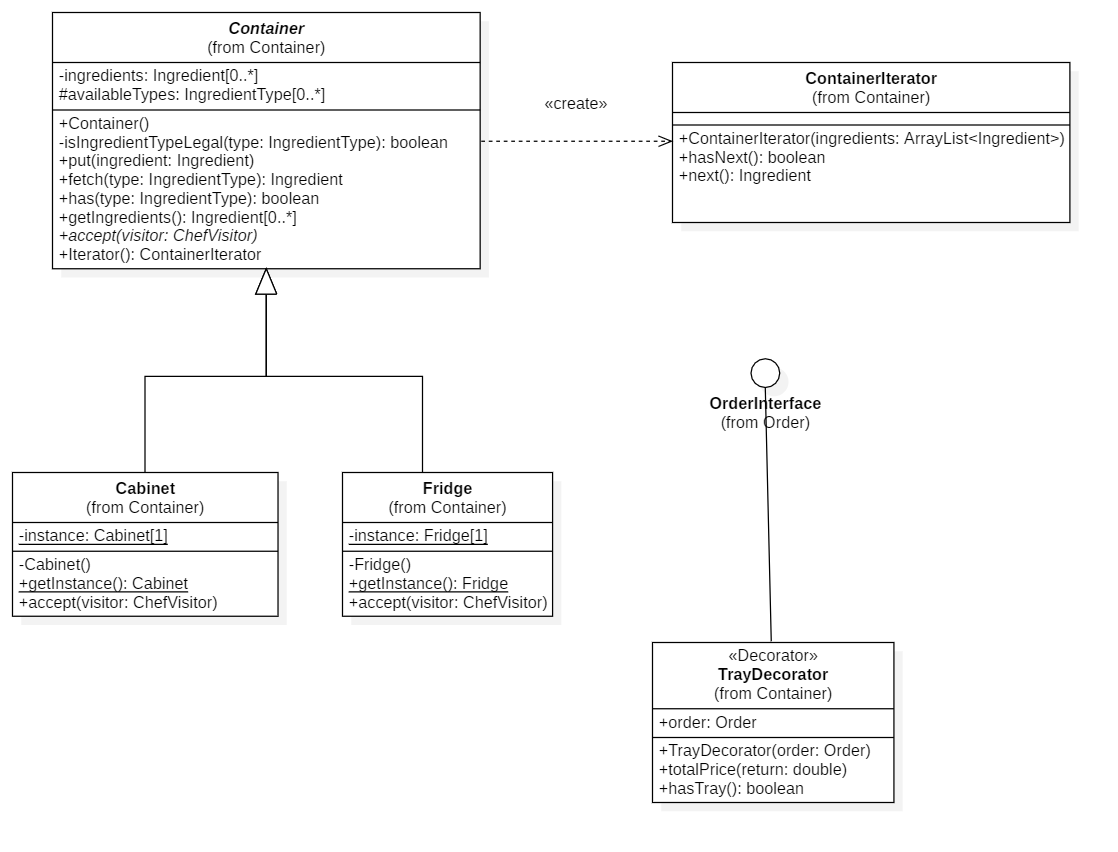 Container
(from Container)
-ingredients: Ingredient[0..*]
#availableTypes: IngredientType[0..*]
+Container()
-isIngredientTypeLegal(type: IngredientType): boolean
+put(ingredient: Ingredient)
+fetch(type: IngredientType): Ingredient
+has(type: IngredientType): boolean
+getIngredients(): Ingredient[0..*]
+accept(visitor: ChefVisitor)
+Iterator(): ContainerIterator
«create»
ContainerIterator
(from Container)
+ContainerIterator(ingredients: ArrayList<Ingredient>)
+hasNext(): boolean
+next(): Ingredient
OrderInterface
(from Order)
Cabinet
(from Container)
-instance: Cabinet[1]
-Cabinet()
+getInstance(): Cabinet
+accept(visitor: ChefVisitor)
Fridge
(from Container)
-instance: Fridge[1]
-Fridge()
+getInstance(): Fridge
+accept(visitor: ChefVisitor)
«Decorator»
TrayDecorator
(from Container)
+order: Order
+TrayDecorator(order: Order)
+totalPrice(return: double)
+hasTray(): boolean